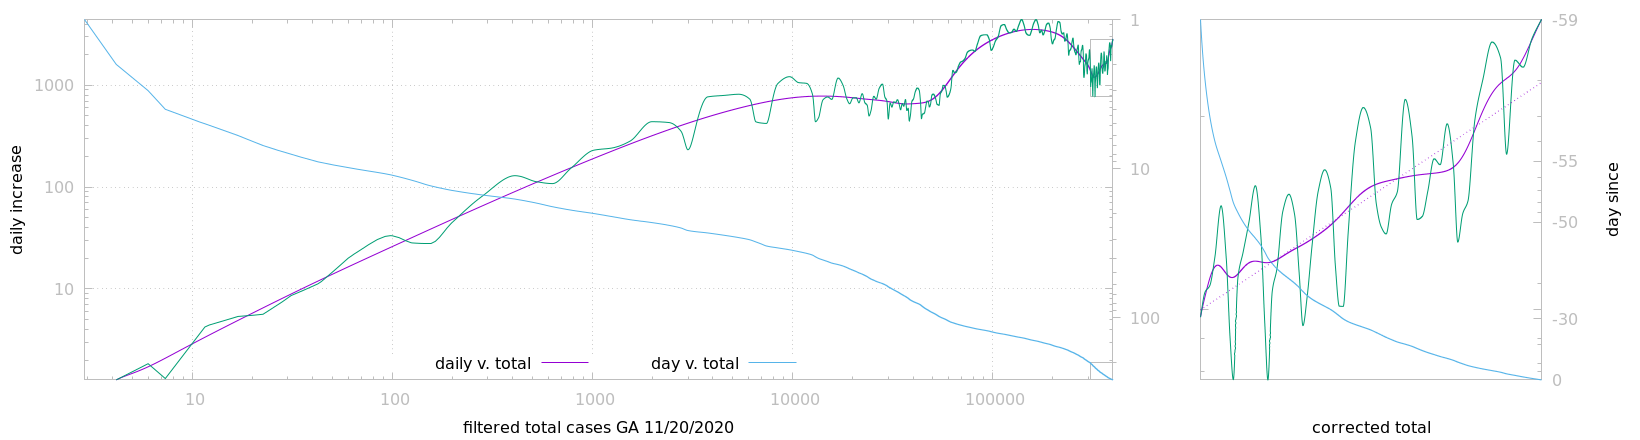 1
-59
1000
daily increase
100
10
10
-55
-50
day since
100
-30
daily v. total
day v. total
0
10
100
1000
10000
100000
filtered total cases GA 11/20/2020
corrected total